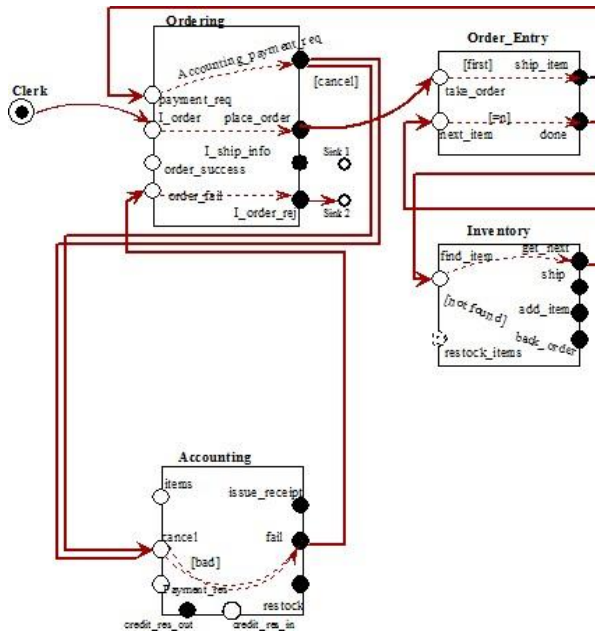 Ordering
Accounting_payment_req
[cancel]
Clerk
payment_req
I_order
place_order
I_ship_info
Sink 1
order_success
order_fail
I_order_rej
Sink 2
Order_Entry
[first]
ship_item
take_order
[=n]
next_item
done
Inventory
get_next
find_item
ship
[not found]
add_item
back_order
restock_items
Accounting
items
issue_receipt
cancel
fail
[bad]
Payment_res
restock
credit_res_out
credit_res_in